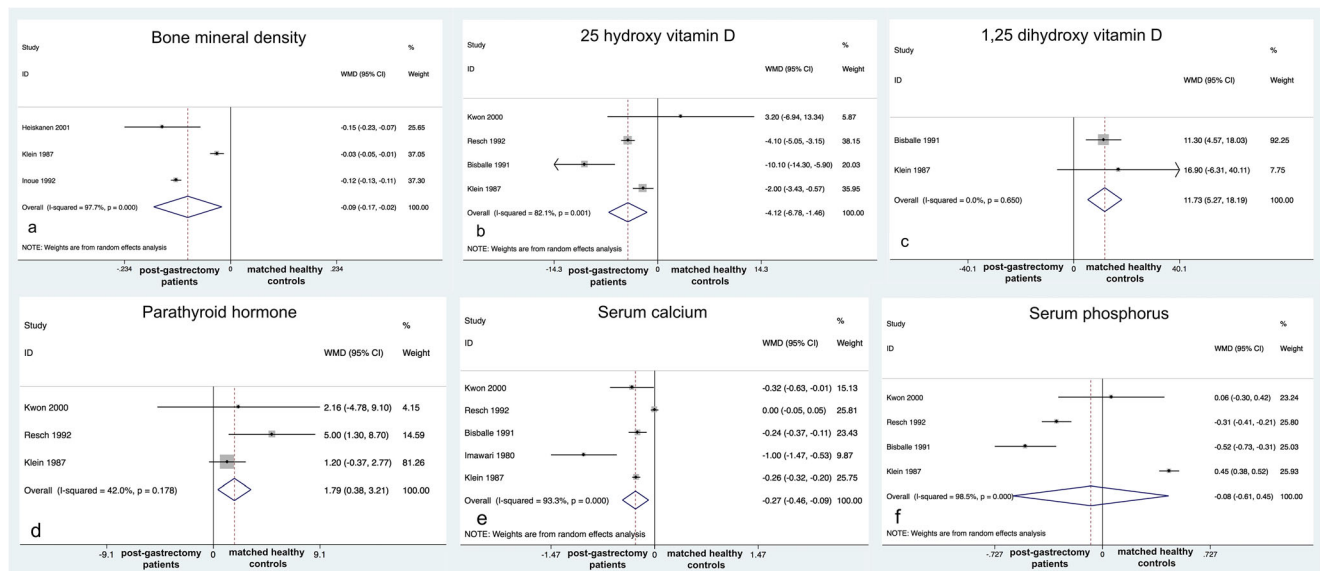 Bone mineral density
Study %
ID WMD (95% CI) Weight
Heiskanen 2001 -0.15 (-0.23, -0.07) 25.65
Klein 1987 -0.03 (-0.05, -0.01) 37.05
Inoue 1992 -0.12 (-0.13, -0.11) 37.30
Overall (I-squared = 97.7%, p = 0.000) -0.09 (-0.17, -0.02) 100.00
a
NOTE: Weights are from random effects analysis
-.234 post-gastrectomy patients 0 matched healthy controls .234
25 hydroxy vitamin D
Study %
ID WMD (95% CI) Weight
Kwon 2000 3.20 (-6.94, 13.34) 5.87
Resch 1992 -4.10 (-5.05, -3.15) 38.15
Bisballe 1991 -10.10 (-14.30, -5.90) 20.03
Klein 1987 -2.00 (-3.43, -0.57) 35.95
Overall (I-squared = 82.1%, p = 0.001) -4.12 (-6.78, -1.46) 100.00
b
NOTE: Weights are from random effects analysis
-14.3 post-gastrectomy patients 0 matched healthy controls 14.3
1,25 dihydroxy vitamin D
Study %
ID WMD (95% CI) Weight
Bisballe 1991 11.30 (4.57, 18.03) 92.25
Klein 1987 16.90 (-6.31, 40.11) 7.75
Overall (I-squared = 0.0%, p = 0.650) 11.73 (5.27, 18.19) 100.00
c
-40.1 post-gastrectomy patients 0 matched healthy controls 40.1
Parathyroid hormone
Study %
ID WMD (95% CI) Weight
Kwon 2000 2.16 (-4.78, 9.10) 4.15
Resch 1992 5.00 (1.30, 8.70) 14.59
Klein 1987 1.20 (-0.37, 2.77) 81.26
Overall (I-squared = 42.0%, p = 0.178) 1.79 (0.38, 3.21) 100.00
d
-9.1 post-gastrectomy patients 0 matched healthy controls 9.1
Serum calcium
Study %
ID WMD (95% CI) Weight
Kwon 2000 -0.32 (-0.63, -0.01) 15.13
Resch 1992 0.00 (-0.05, 0.05) 25.81
Bisballe 1991 -0.24 (-0.37, -0.11) 23.43
Imawari 1980 -1.00 (-1.47, -0.53) 9.87
Klein 1987 -0.26 (-0.32, -0.20) 25.75
Overall (I-squared = 93.3%, p = 0.000) -0.27 (-0.46, -0.09) 100.00
e
NOTE: Weights are from random effects analysis
-1.47 post-gastrectomy patients 0 matched healthy controls 1.47
Serum phosphorus
Study %
ID WMD (95% CI) Weight
Kwon 2000 0.06 (-0.30, 0.42) 23.24
Resch 1992 -0.31 (-0.41, -0.21) 25.80
Bisballe 1991 -0.52 (-0.73, -0.31) 25.03
Klein 1987 0.45 (0.38, 0.52) 25.93
Overall (I-squared = 98.5%, p = 0.000) -0.08 (-0.61, 0.45) 100.00
f
NOTE: Weights are from random effects analysis
-.727 post-gastrectomy patients 0 matched healthy controls .727